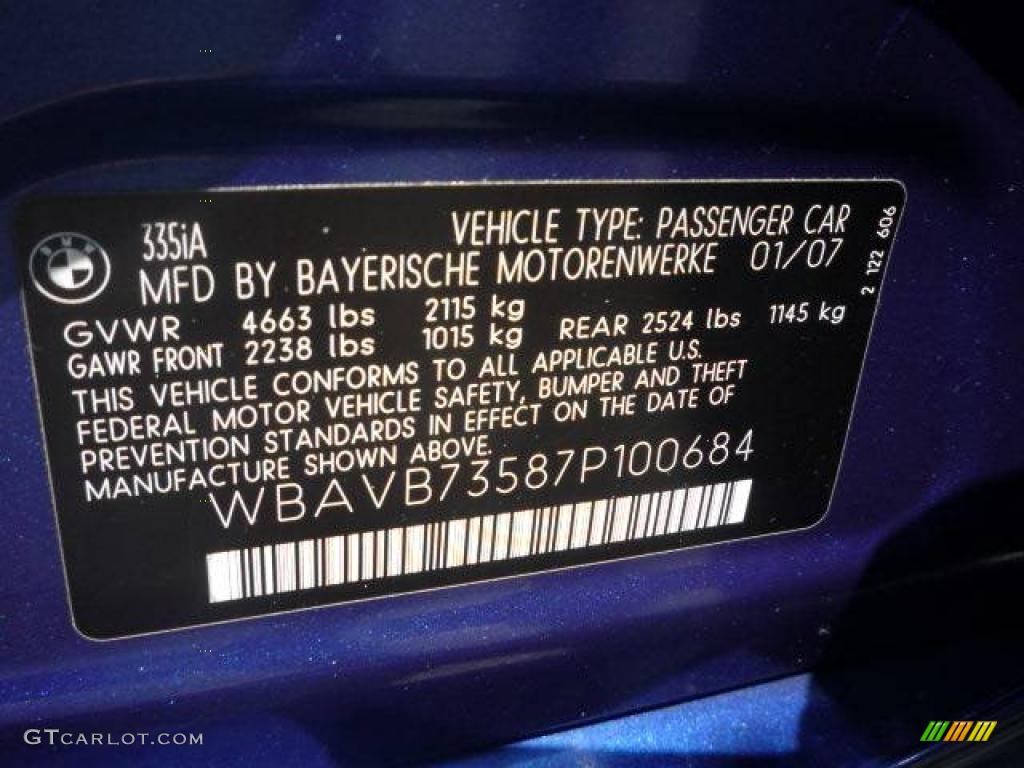 335iA VEHICLE TYPE: PASSENGER CAR
BMW
MFD BY BAYERISCHE MOTORENWERKE 01/07
2 122 606
GVWR 4663 lbs 2115 kg
GAWR FRONT 2238 lbs 1015 kg REAR 2524 lbs 1145 kg
THIS VEHICLE CONFORMS TO ALL APPLICABLE U.S.
FEDERAL MOTOR VEHICLE SAFETY, BUMPER AND THEFT
PREVENTION STANDARDS IN EFFECT ON THE DATE OF
MANUFACTURE SHOWN ABOVE.
WBAVB73587P100684
GTCARLOT.COM